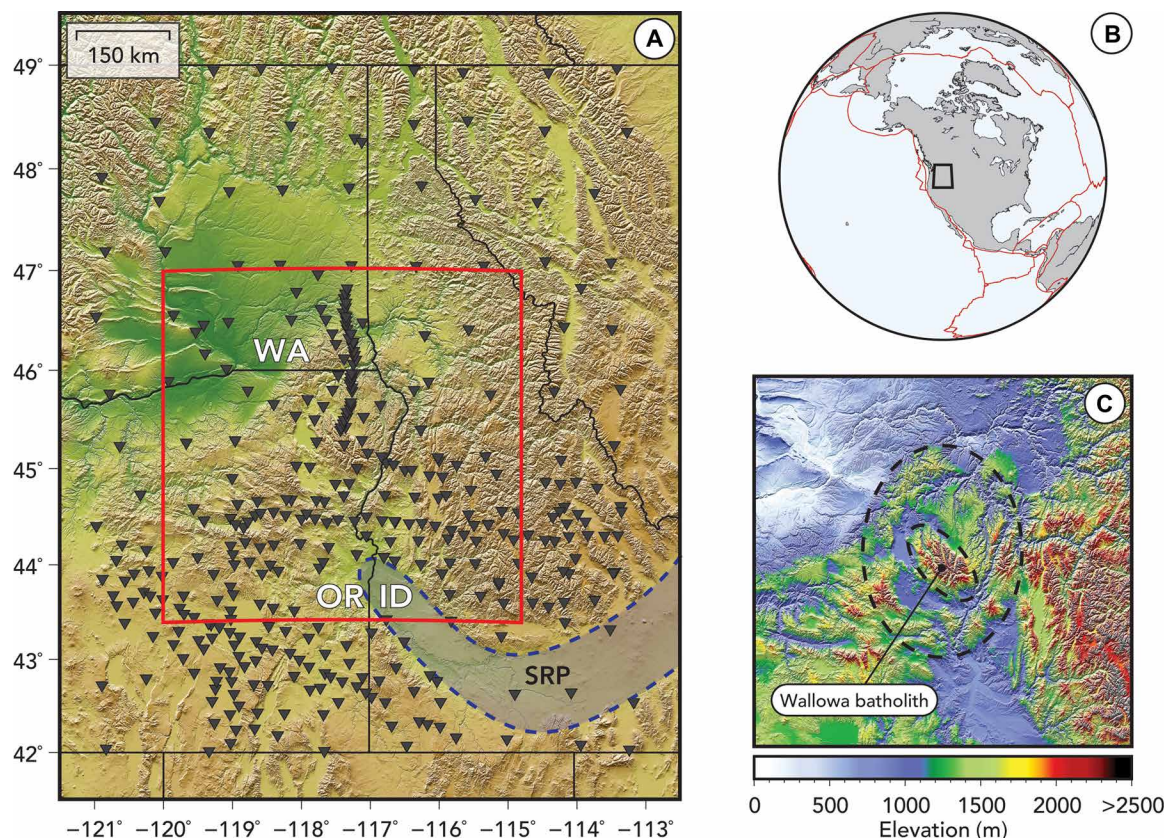 150 km
A
49°
48°
47°
46°
45°
44°
43°
42°
WA
OR ID
SRP
−121° −120° −119° −118° −117° −116° −115° −114° −113°
B
C
Wallowa batholith
0 500 1000 1500 2000 >2500
Elevation (m)